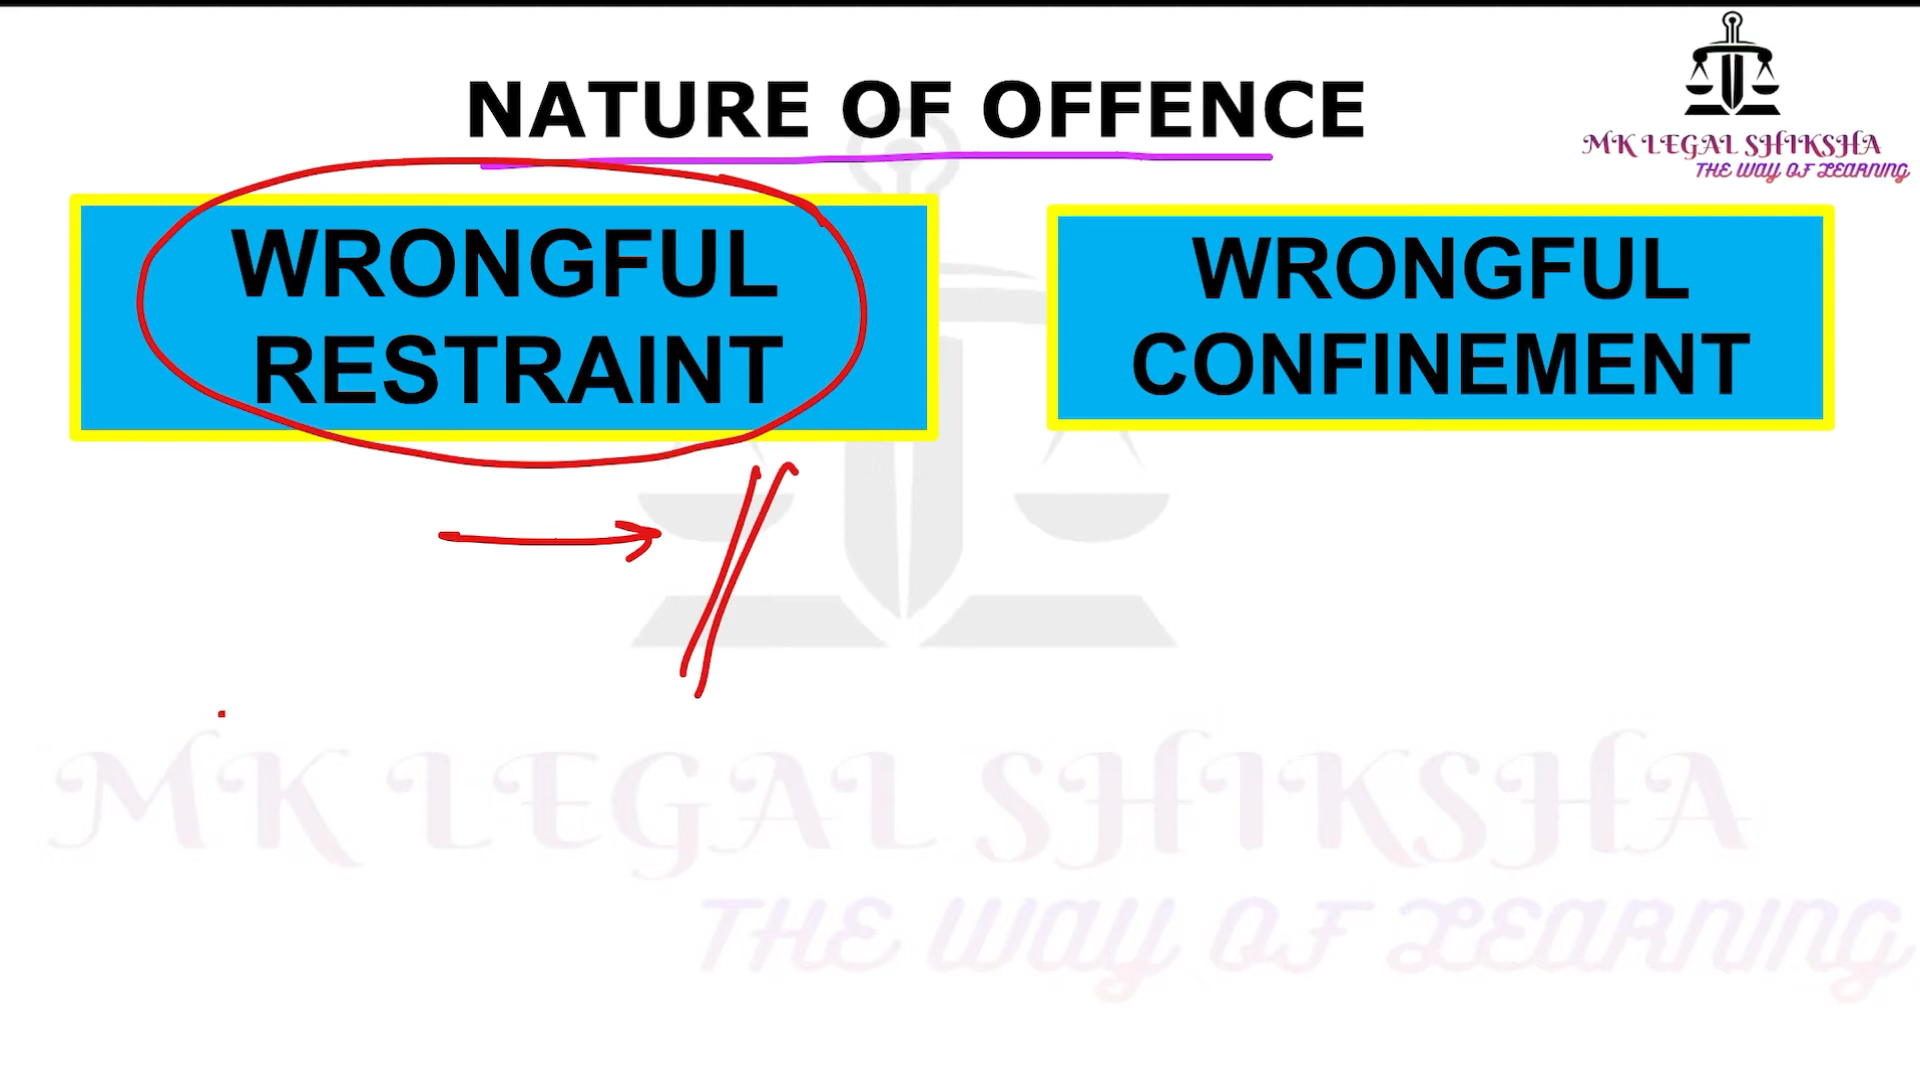 NATURE OF OFFENCE
MK LEGAL SHIKSHA
THE WAY OF LEARNING
WRONGFUL
RESTRAINT
WRONGFUL
CONFINEMENT
MK LEGAL SHIKSHA
THE WAY OF LEARNING